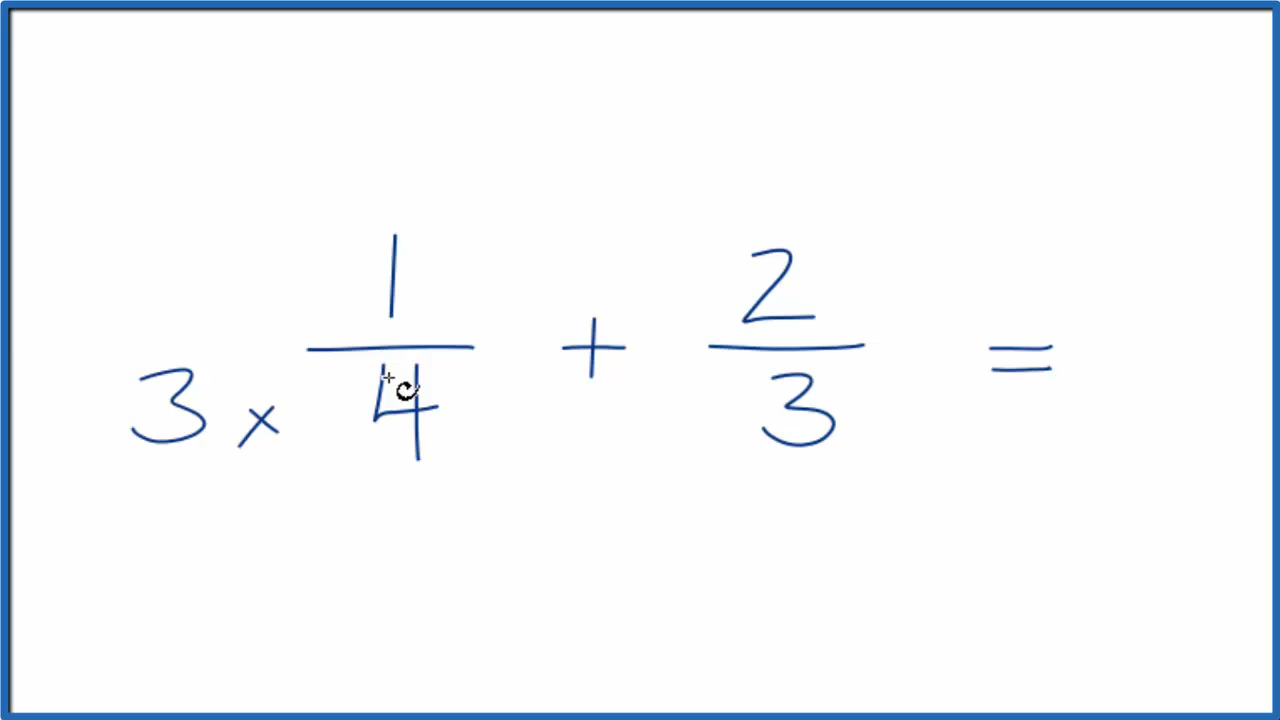 3 × 1/4 + 2/3 =